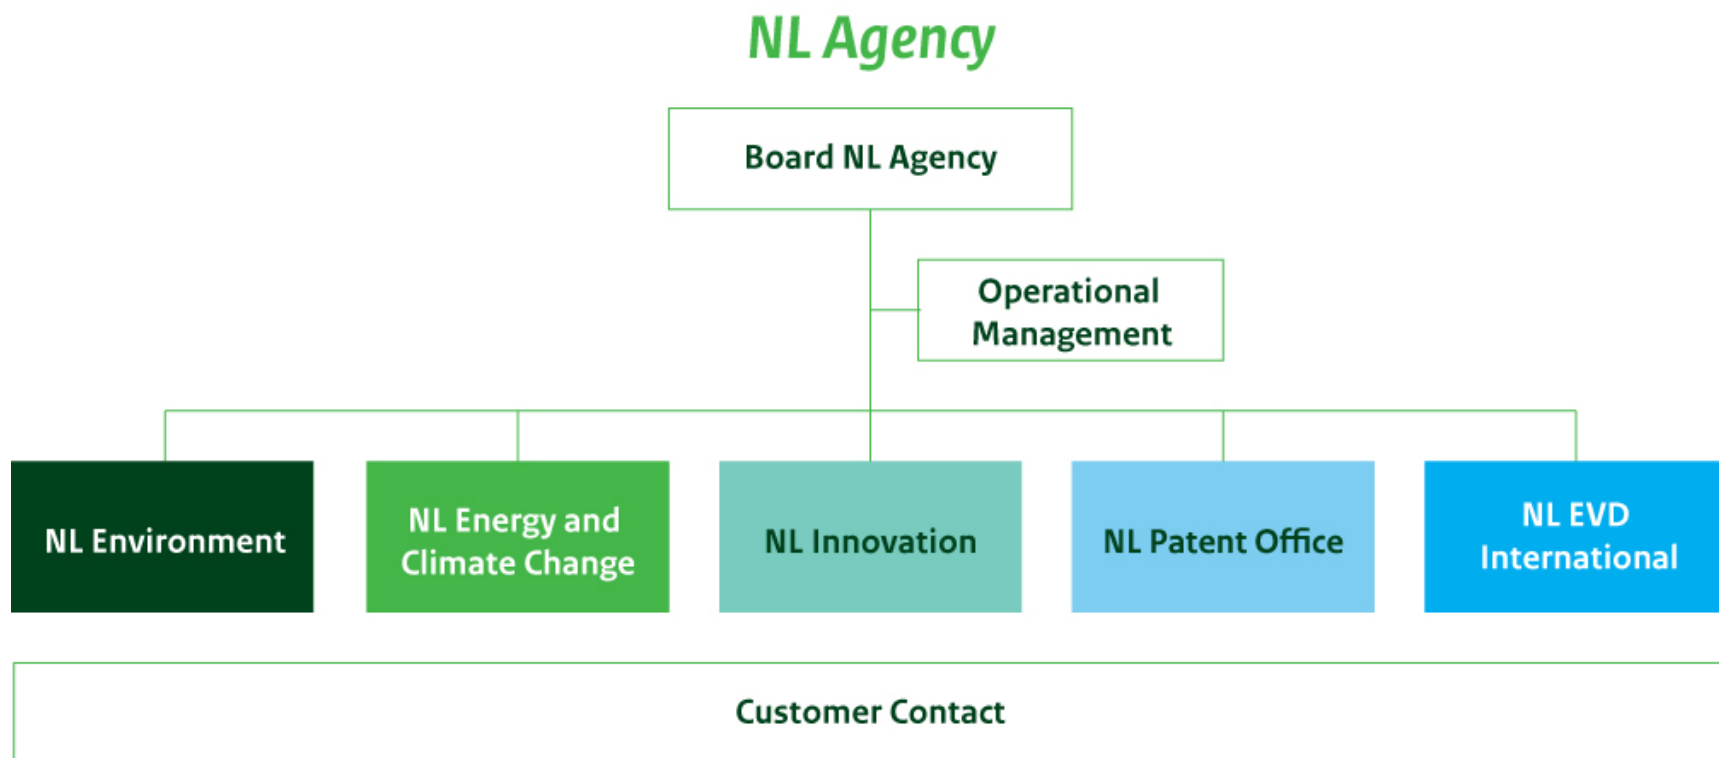 NL Agency
Board NL Agency
Operational
Management
NL Environment
NL Energy and
Climate Change
NL Innovation
NL Patent Office
NL EVD
International
Customer Contact